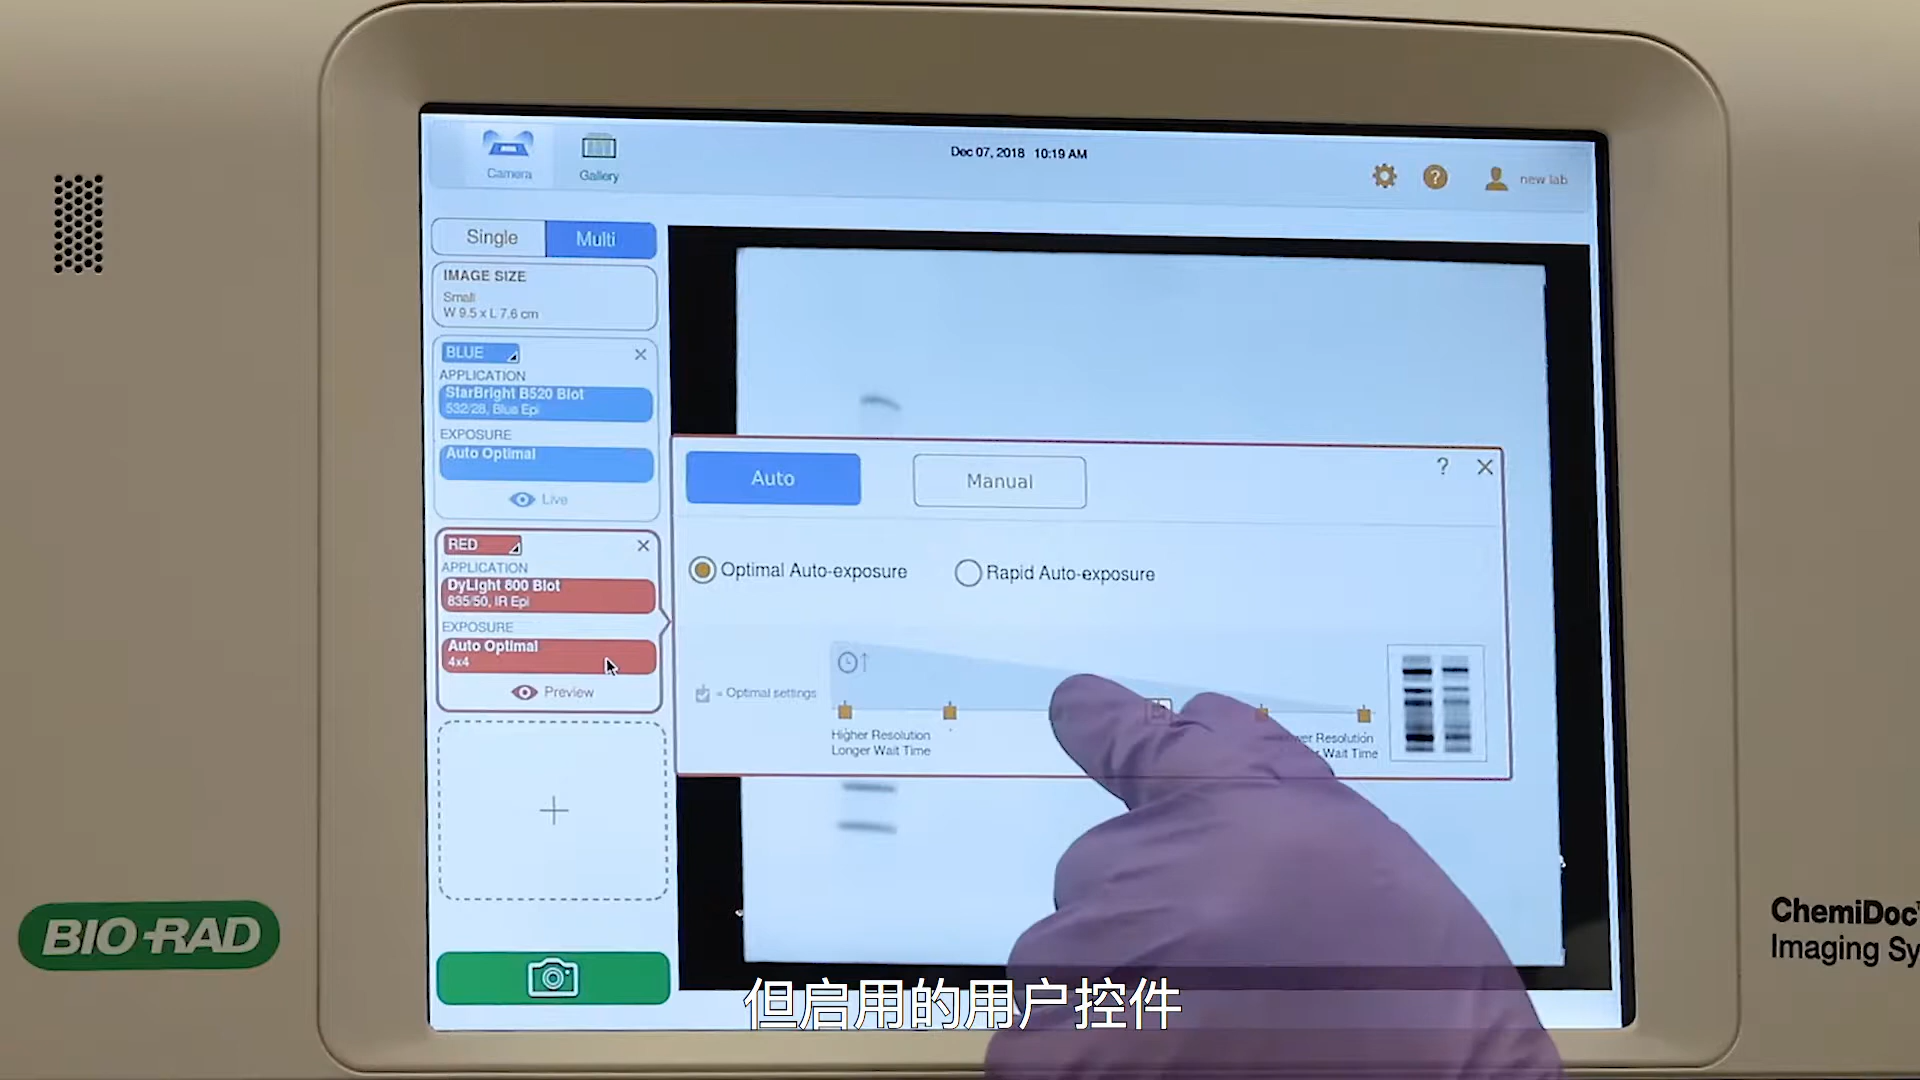 Dec 07, 2018 10:19 AM
Camera
Gallery
new lab
Single
Multi
IMAGE SIZE
Small
W 9.5 x L 7.6 cm
BLUE
APPLICATION
StarBright B520 Blot
532/28, Blue Epi
EXPOSURE
Auto Optimal
Live
RED
APPLICATION
DyLight 800 Blot
835/50, IR Epi
EXPOSURE
Auto Optimal
4x4
Preview
Auto
Manual
?
Optimal Auto-exposure
Rapid Auto-exposure
= Optimal settings
Higher Resolution
Longer Wait Time
Resolution
Wait Time
BIO-RAD
ChemiDoc
Imaging Sy
但启用的用户控件